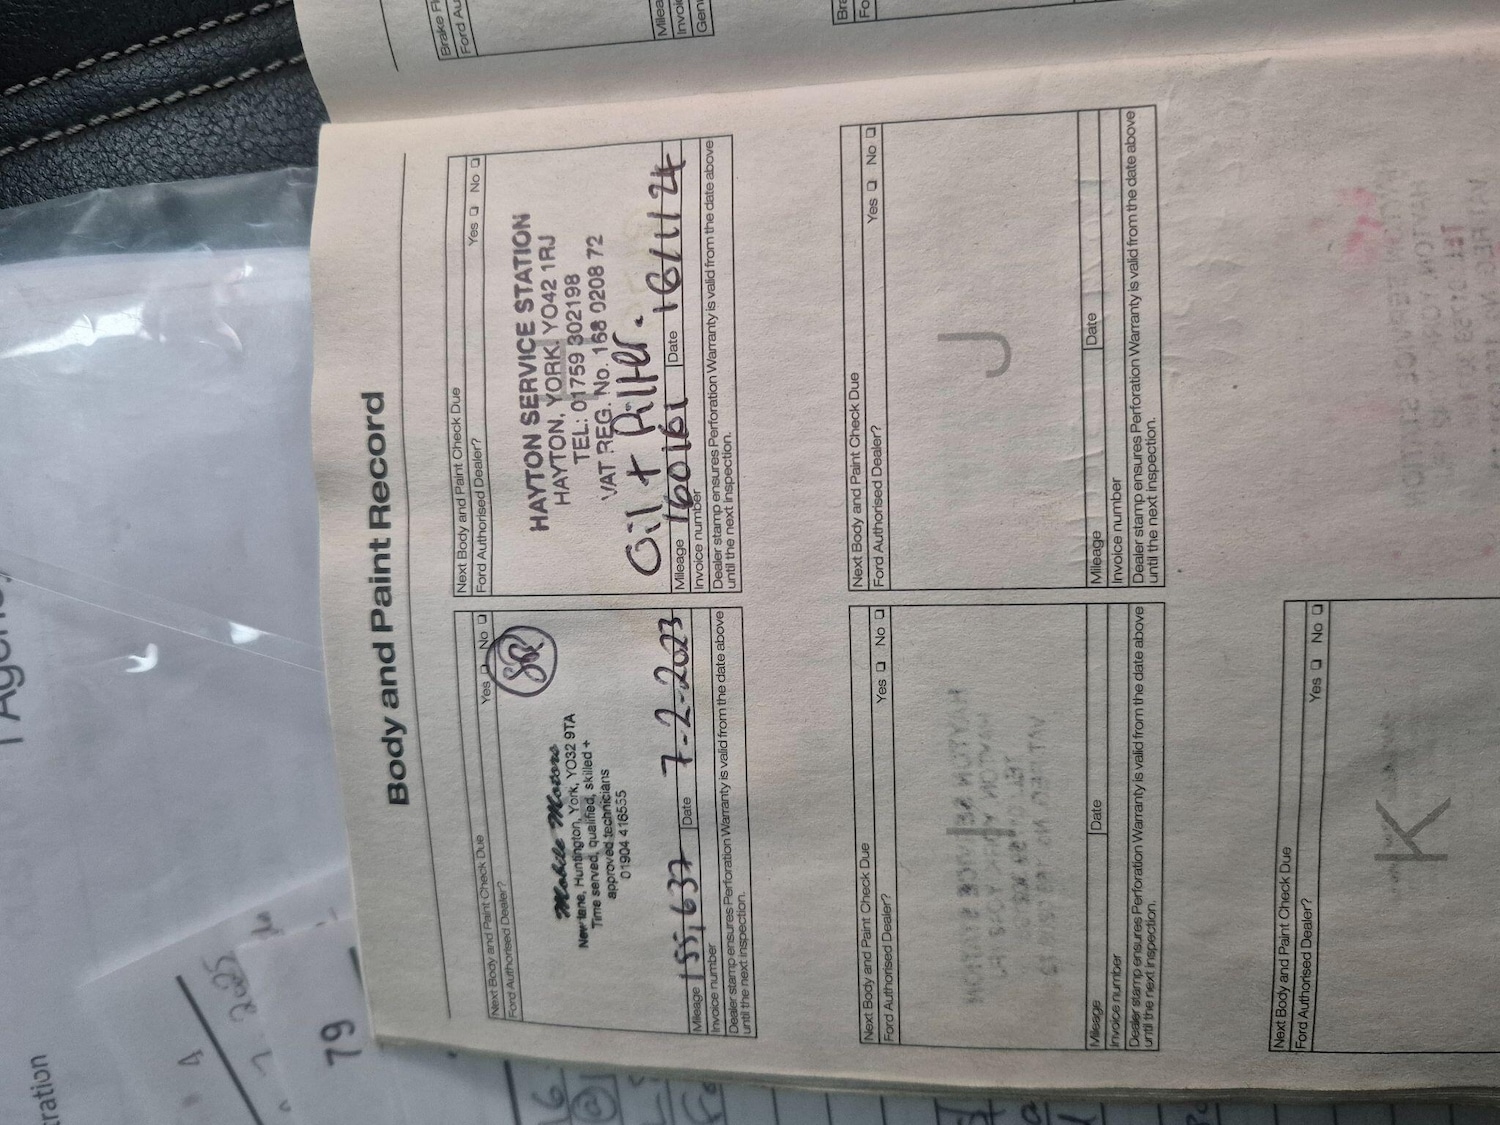 Body and Paint Record
Next Body and Paint Check Due
Ford Authorised Dealer? Yes No
SR
Mobile Motors
New lane, Huntington, York, YO32 9TA
Time served, qualified, skilled +
approved technicians
01904 416555
Mileage 155,637 Date 7-2-2023
Invoice number
Dealer stamp ensures Perforation Warranty is valid from the date above
until the next inspection.
Next Body and Paint Check Due
Ford Authorised Dealer? Yes No
HAYTON SERVICE STATION
HAYTON, YORK. YO42 1RJ
TEL: 01759 302198
VAT REG. No. 168 0208 72
Oil + Filter.
Mileage 160161 Date 16/1/24
Invoice number
Dealer stamp ensures Perforation Warranty is valid from the date above
until the next inspection.
Next Body and Paint Check Due
Ford Authorised Dealer? Yes No
I
Mileage Date
Invoice number
Dealer stamp ensures Perforation Warranty is valid from the date above
until the next inspection.
Next Body and Paint Check Due
Ford Authorised Dealer? Yes No
J
Mileage Date
Invoice number
Dealer stamp ensures Perforation Warranty is valid from the date above
until the next inspection.
Next Body and Paint Check Due
Ford Authorised Dealer? Yes No
K
79
2025